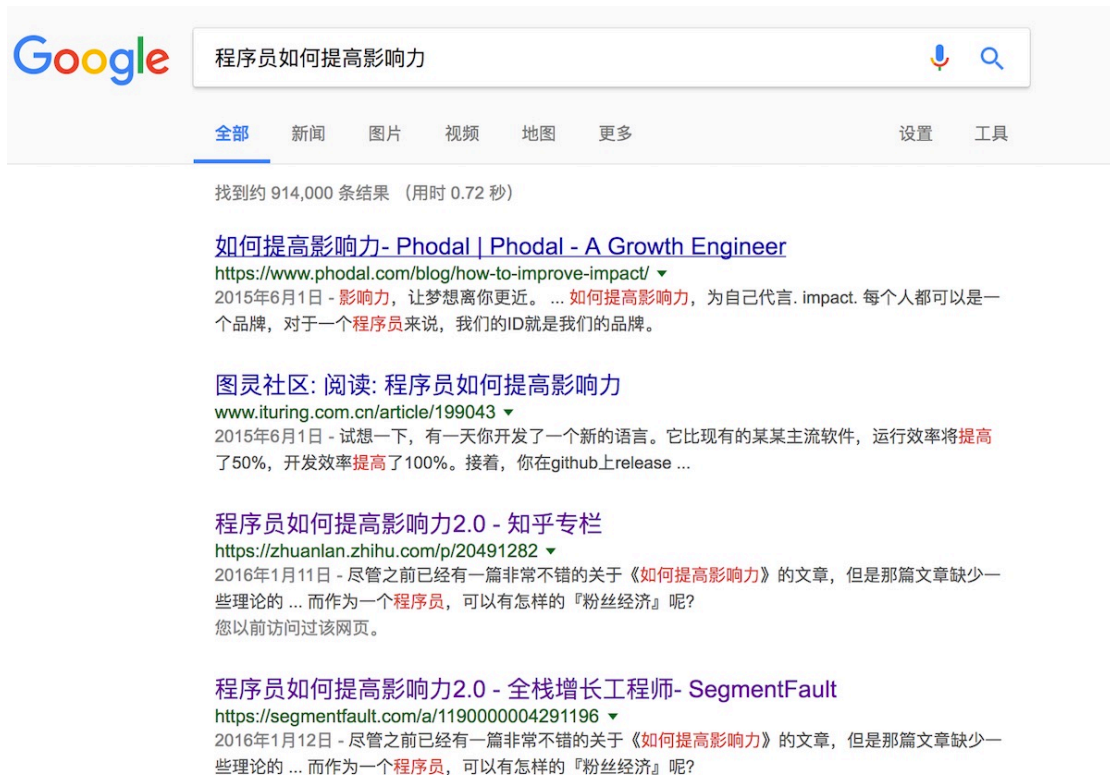 Google
程序员如何提高影响力
全部 新闻 图片 视频 地图 更多 设置 工具
找到约 914,000 条结果 （用时 0.72 秒）
如何提高影响力- Phodal | Phodal - A Growth Engineer
https://www.phodal.com/blog/how-to-improve-impact/
2015年6月1日 - 影响力，让梦想离你更近。 ... 如何提高影响力，为自己代言. impact. 每个人都可以是一
个品牌，对于一个程序员来说，我们的ID就是我们的品牌。
图灵社区: 阅读: 程序员如何提高影响力
www.ituring.com.cn/article/199043
2015年6月1日 - 试想一下，有一天你开发了一个新的语言。它比现有的某某主流软件，运行效率将提高
了50%，开发效率提高了100%。接着，你在github上release ...
程序员如何提高影响力2.0 - 知乎专栏
https://zhuanlan.zhihu.com/p/20491282
2016年1月11日 - 尽管之前已经有一篇非常不错的关于《如何提高影响力》的文章，但是那篇文章缺少一
些理论的 ... 而作为一个程序员，可以有怎样的『粉丝经济』呢?
您以前访问过该网页。
程序员如何提高影响力2.0 - 全栈增长工程师- SegmentFault
https://segmentfault.com/a/1190000004291196
2016年1月12日 - 尽管之前已经有一篇非常不错的关于《如何提高影响力》的文章，但是那篇文章缺少一
些理论的 ... 而作为一个程序员，可以有怎样的『粉丝经济』呢?